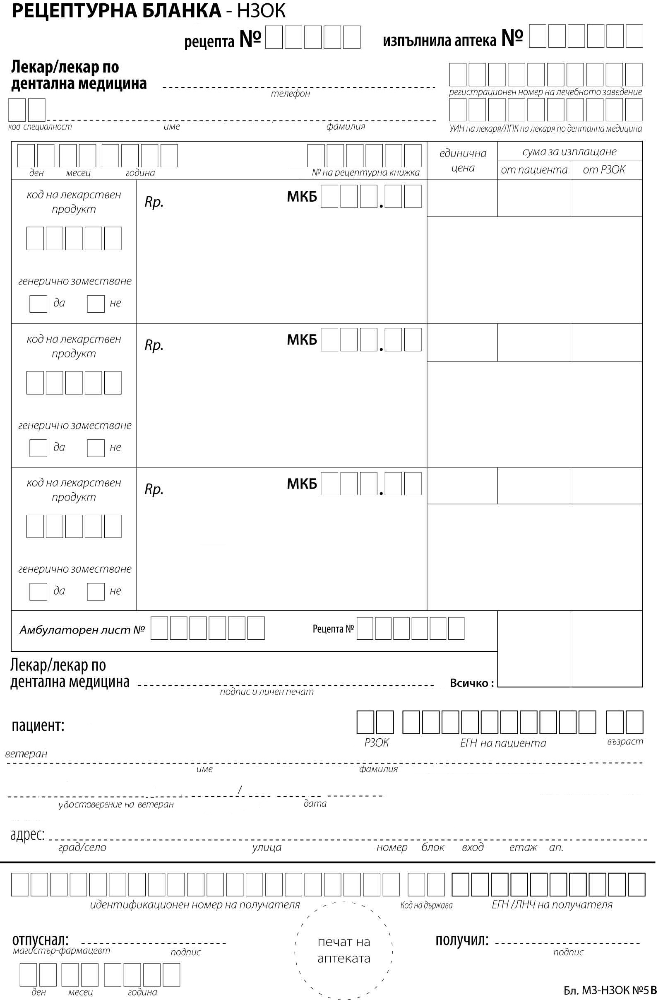 РЕЦЕПТУРНА БЛАНКА - НЗОК
рецепта № изпълнила аптека №
Лекар/лекар по
дентална медицина
телефон регистрационен номер на лечебното заведение
код специалност име фамилия УИН на лекаря/ЛПК на лекаря по дентална медицина
единична цена сума за изплащане
ден месец година № на рецептурна книжка от пациента от РЗОК
код на лекарствен Rp. МКБ .
продукт
генерично заместване
да не
код на лекарствен Rp. МКБ .
продукт
генерично заместване
да не
код на лекарствен Rp. МКБ .
продукт
генерично заместване
да не
Амбулаторен лист № Рецепта №
Лекар/лекар по
дентална медицина Всичко :
подпис и личен печат
пациент:
РЗОК ЕГН на пациента възраст
ветеран
име фамилия
/
удостоверение на ветеран дата
адрес:
град/село улица номер блок вход етаж ап.
идентификационен номер на получателя Код на държава ЕГН /ЛНЧ на получателя
отпуснал: печат на аптеката получил:
магистър-фармацевт подпис подпис
ден месец година Бл. МЗ-НЗОК №5В